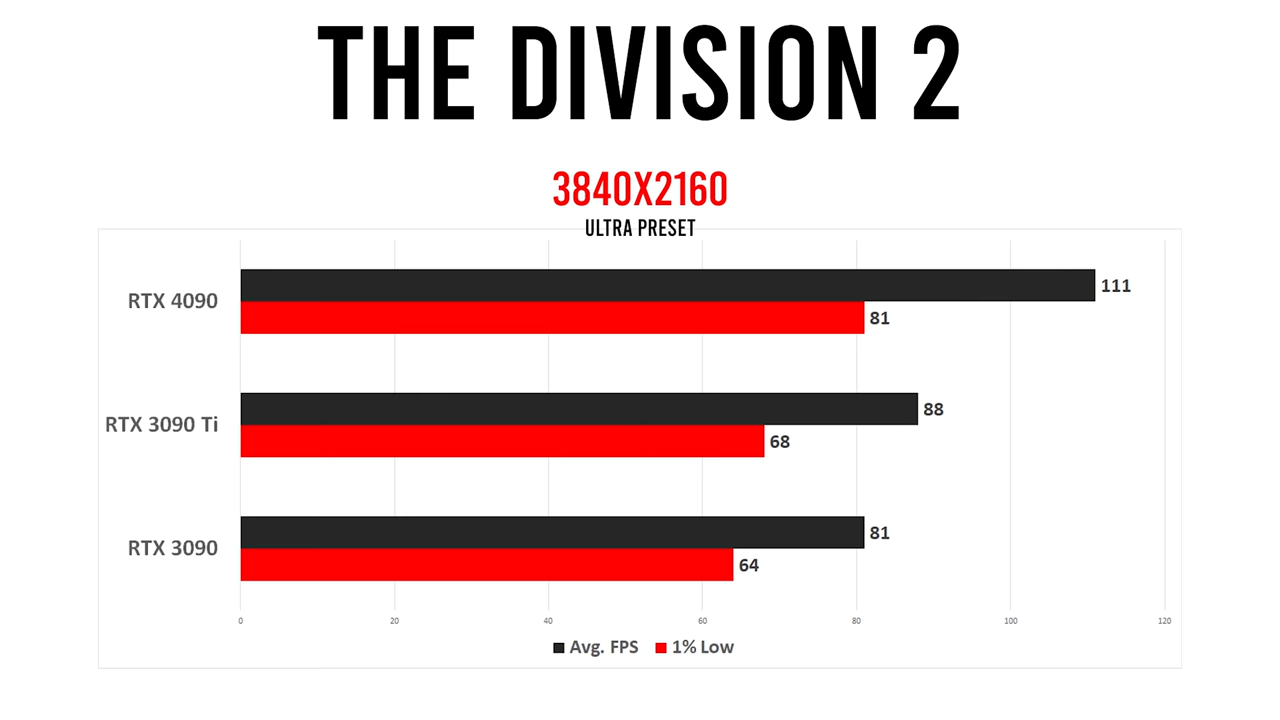 THE DIVISION 2
3840X2160
ULTRA PRESET
RTX 4090
111
81
RTX 3090 Ti
88
68
RTX 3090
81
64
0 20 40 60 80 100 120
Avg. FPS 1% Low